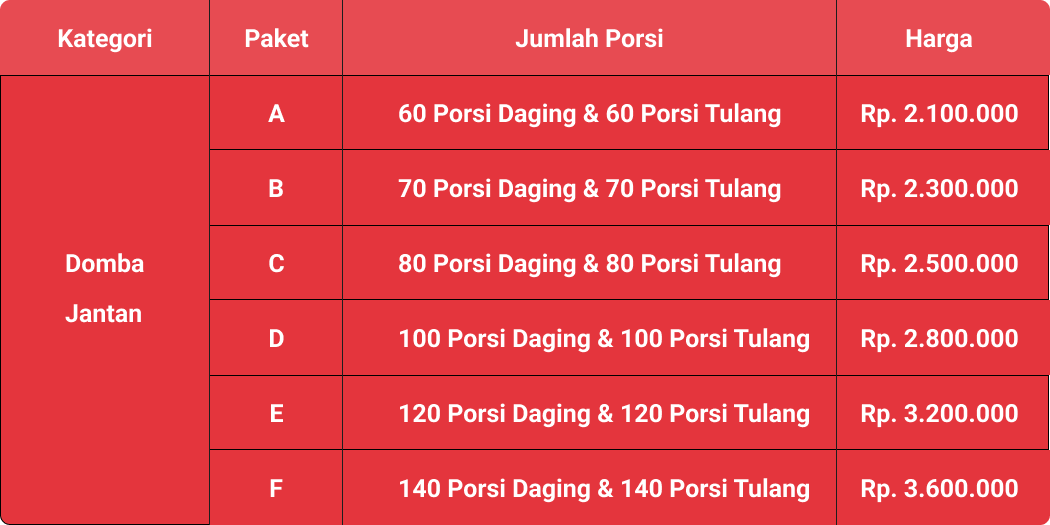 Kategori Paket Jumlah Porsi Harga
A 60 Porsi Daging & 60 Porsi Tulang Rp. 2.100.000
B 70 Porsi Daging & 70 Porsi Tulang Rp. 2.300.000
Domba
Jantan
C 80 Porsi Daging & 80 Porsi Tulang Rp. 2.500.000
D 100 Porsi Daging & 100 Porsi Tulang Rp. 2.800.000
E 120 Porsi Daging & 120 Porsi Tulang Rp. 3.200.000
F 140 Porsi Daging & 140 Porsi Tulang Rp. 3.600.000